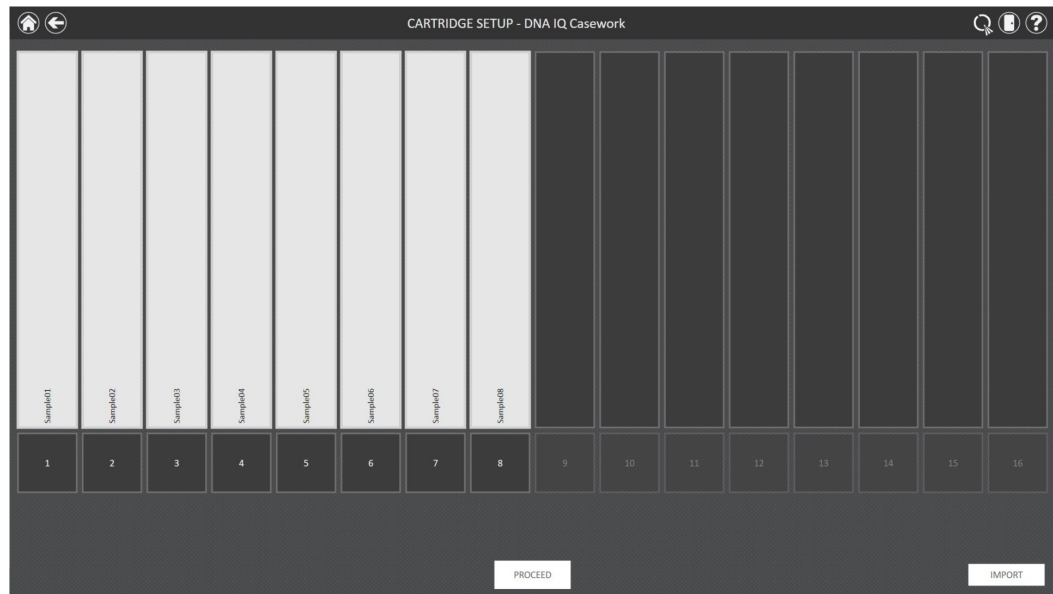 CARTRIDGE SETUP - DNA IQ Casework
?
Sample01
Sample02
Sample03
Sample04
Sample05
Sample06
Sample07
Sample08
1 2 3 4 5 6 7 8 9 10 11 12 13 14 15 16
PROCEED
IMPORT